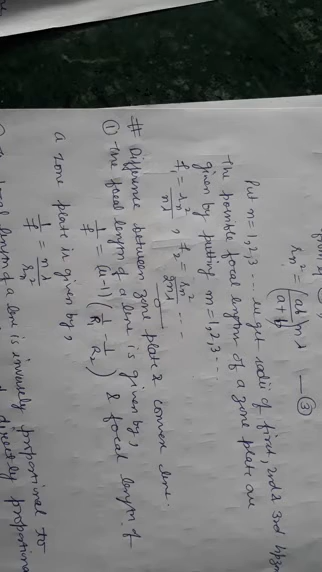 from
rn² = (ab/a+b) nλ — ③
Put n = 1, 2, 3 ... we get radii of first, 2nd & 3rd
The possible focal length of a zone plate are
given by putting m = 1, 2, 3 ...
f₁ = rn²/nλ , f₂ = rn²/2nλ ...
# Difference between zone plate & convex lens.
① The focal length of a lens is given by,
1/f = (μ-1)(1/R₁ - 1/R₂) & focal length of
a zone plate is given by,
1/f = nλ/rn²
focal length of a lens is inversely proportional to
directly proportional